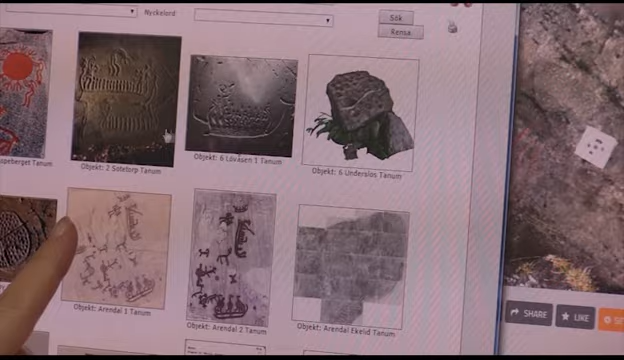 Nyckelord
Sök
Rensa
peberget Tanum
Objekt: 2 Sotetorp Tanum
Objekt: 6 Lövåsen 1 Tanum
Objekt: 6 Underslös Tanum
Objekt: Arendal 1 Tanum
Objekt: Arendal 2 Tanum
Objekt: Arendal Ekeid Tanum
SHARE
LIKE